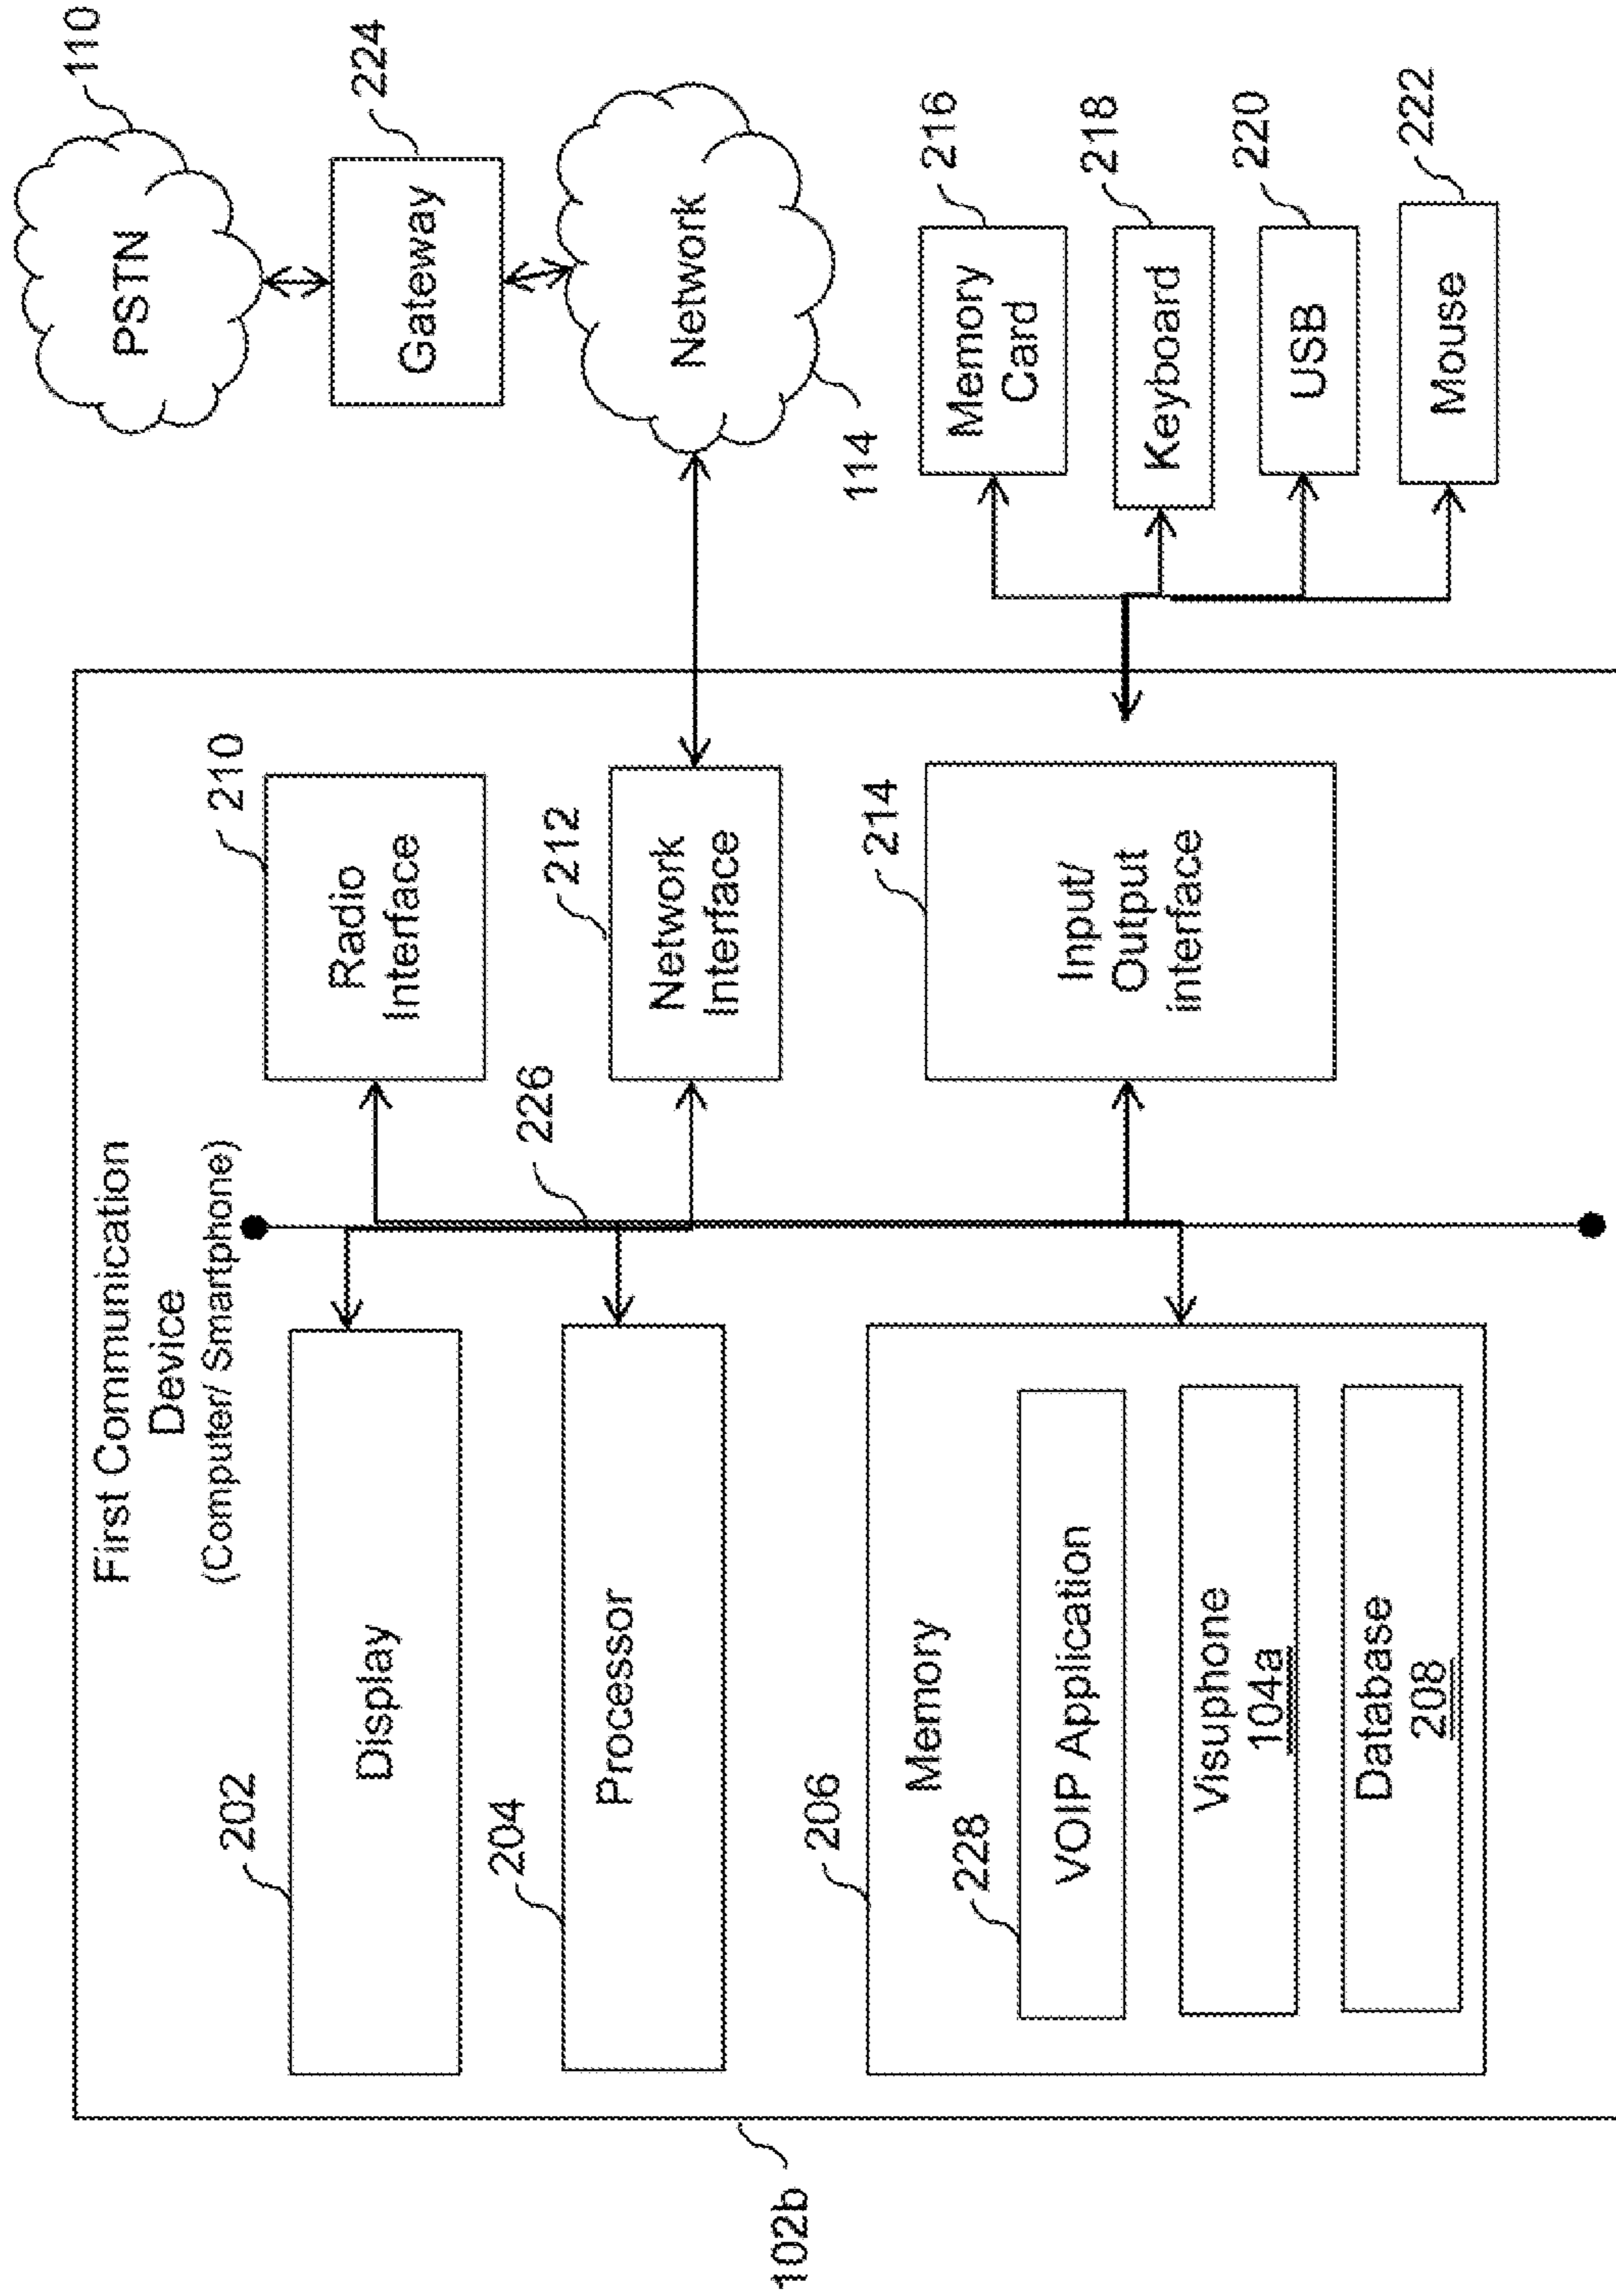 First Communication
Device
(Computer/ Smartphone)
102b
202
Display
204
Processor
206
Memory
228
VOIP Application
Visuphone
104a
Database
208
226
210
Radio
Interface
212
Network
Interface
214
Input/
Output
interface
PSTN
110
Gateway
224
Network
114
Memory
Card
216
Keyboard
218
USB
220
Mouse
222